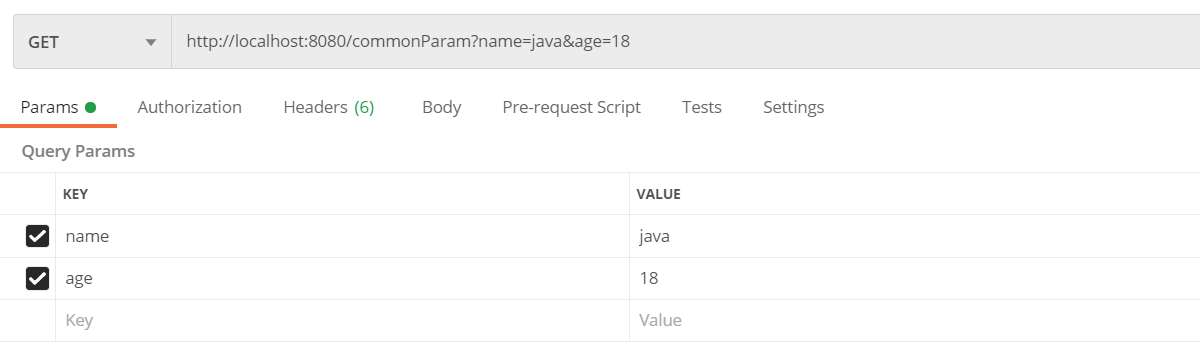 GET http://localhost:8080/commonParam?name=java&age=18
Params Authorization Headers (6) Body Pre-request Script Tests Settings
Query Params
KEY VALUE
name java
age 18
Key Value